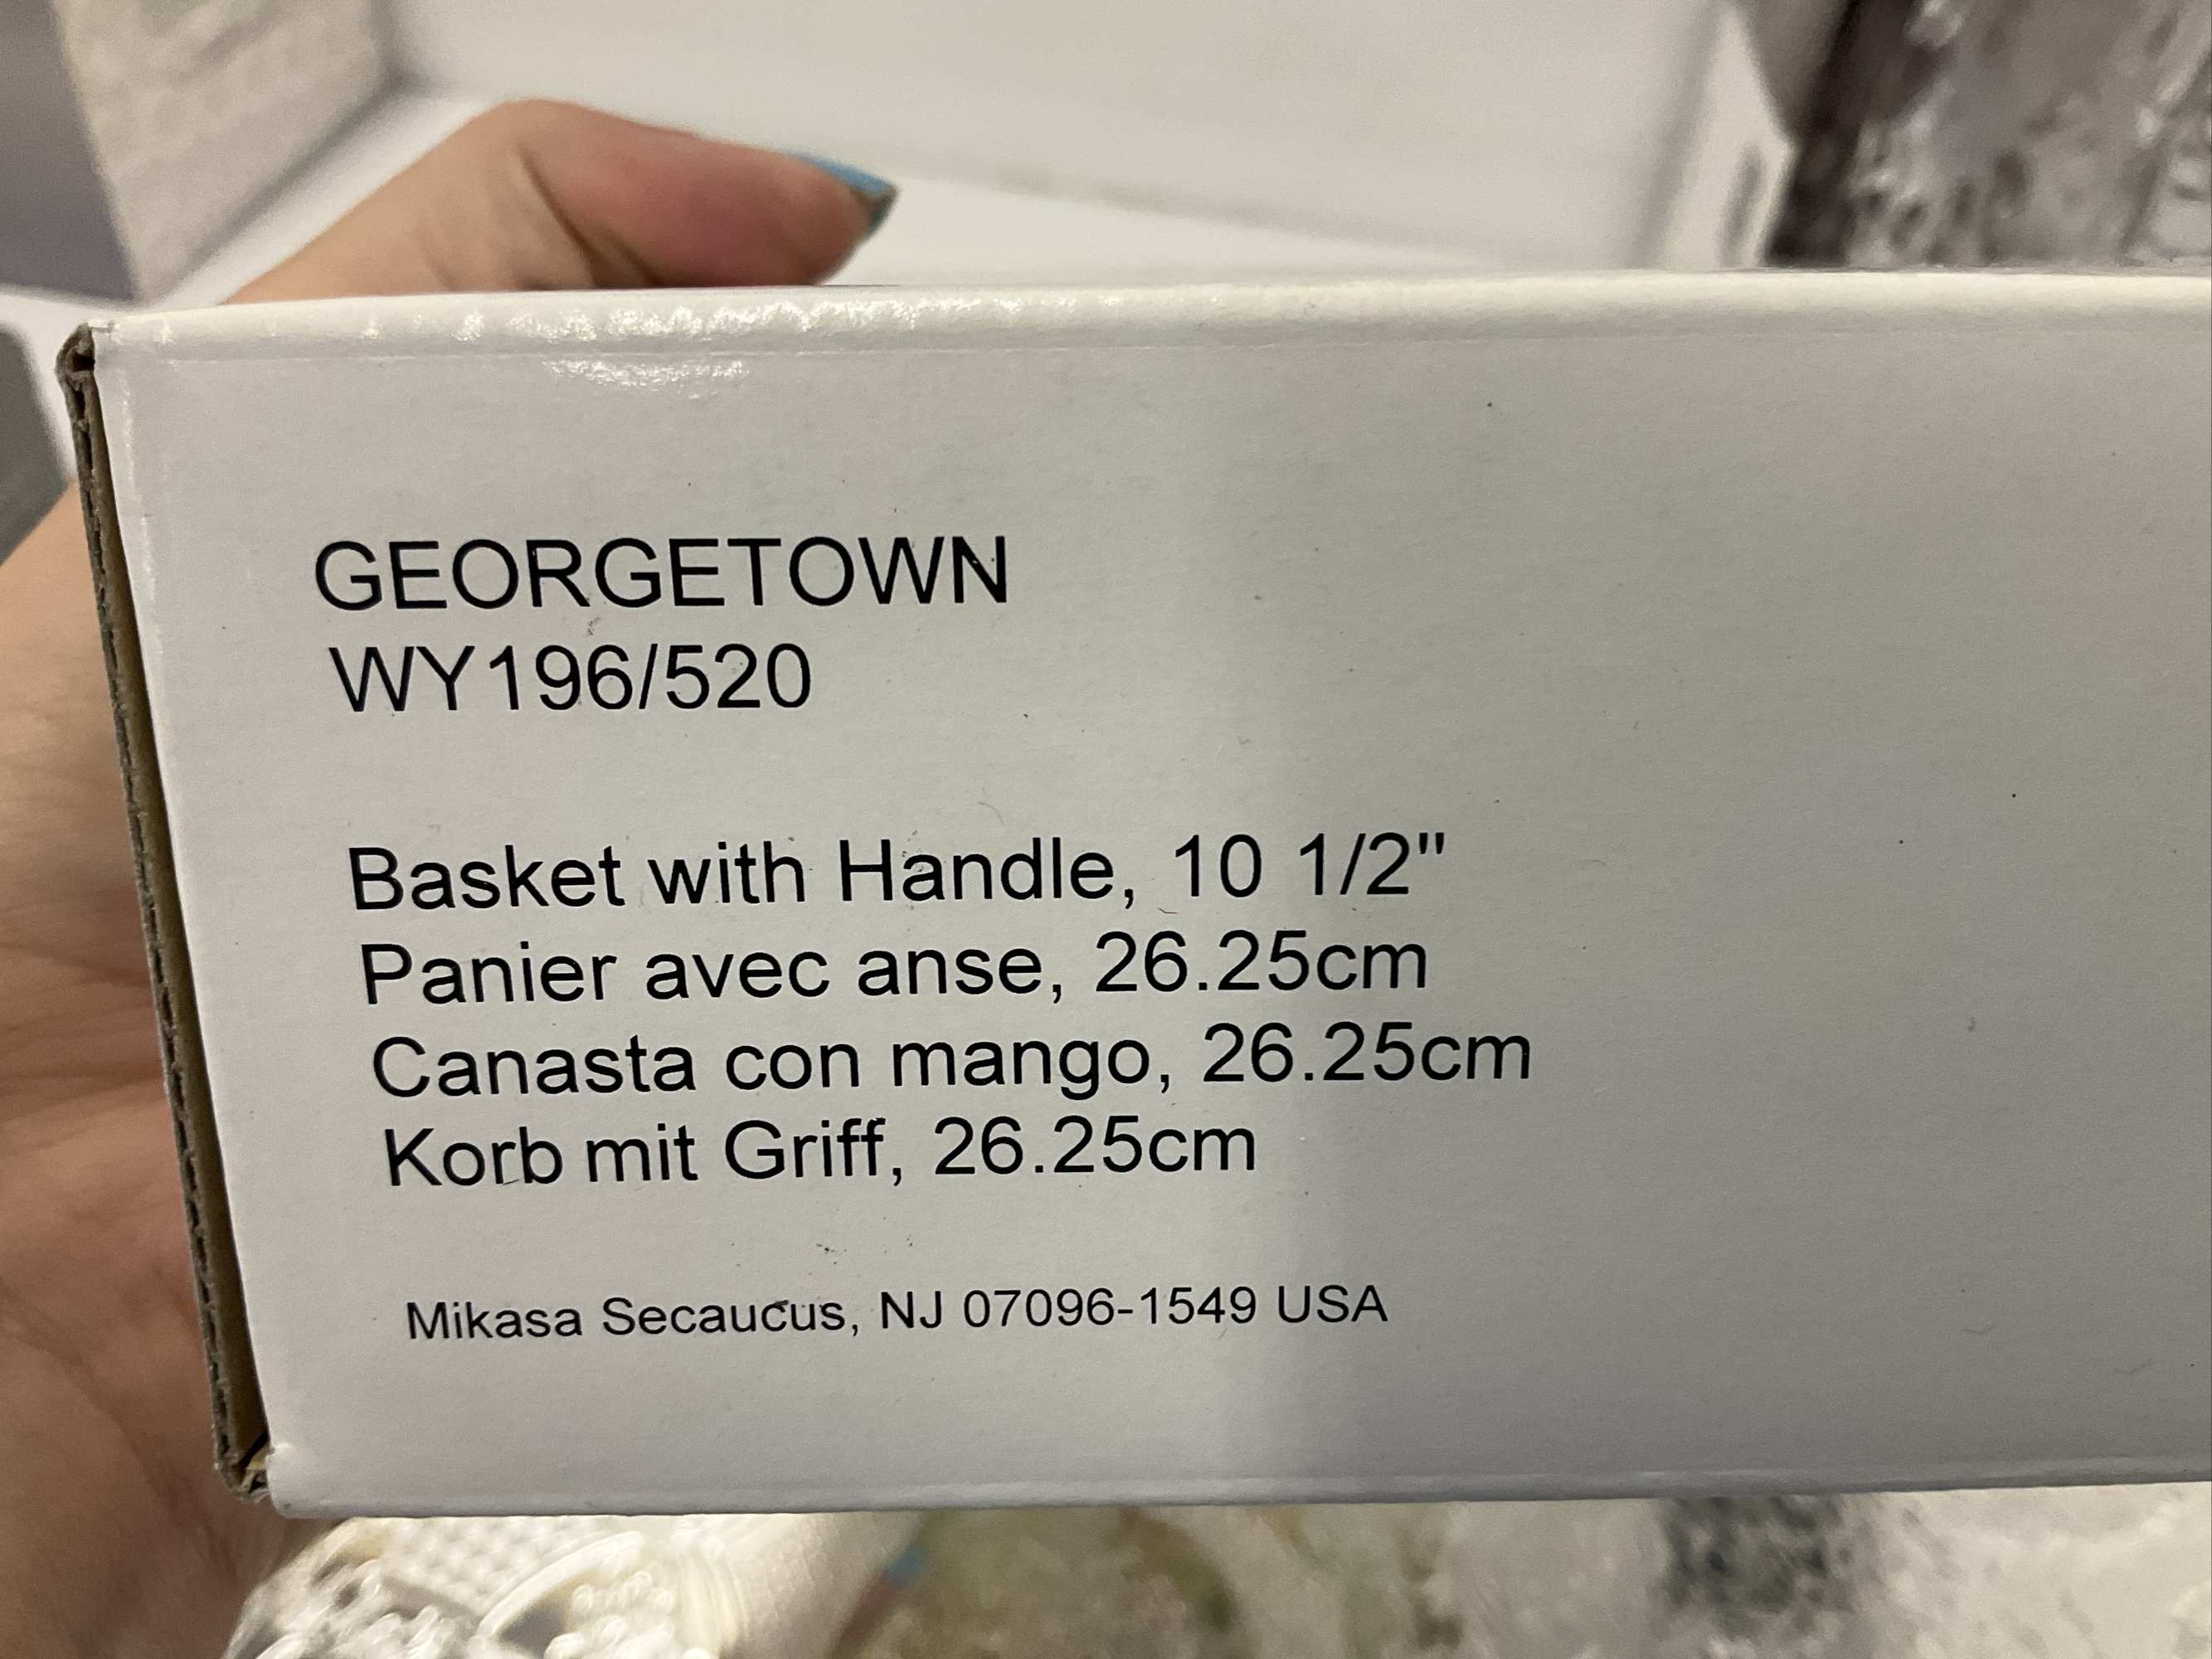 GEORGETOWN
WY196/520
Basket with Handle, 10 1/2"
Panier avec anse, 26.25cm
Canasta con mango, 26.25cm
Korb mit Griff, 26.25cm
Mikasa Secaucus, NJ 07096-1549 USA